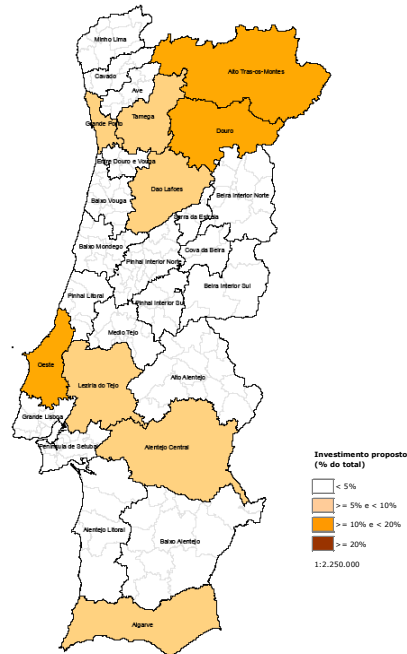 Minho Lima
Alto Tras-os-Montes
Cavado
Ave
Tamega
Grande Porto
Douro
Entre Douro e Vouga
Dao Lafoes
Baixo Vouga
Beira Interior Norte
Serra da Estrela
Baixo Mondego
Cova da Beira
Pinhal Interior Norte
Beira Interior Sul
Pinhal Litoral
Pinhal Interior Sul
Medio Tejo
Oeste
Alto Alentejo
Leziria do Tejo
Grande Lisboa
Peninsula de Setubal
Alentejo Central
Alentejo Litoral
Baixo Alentejo
Algarve
Investimento proposto
(% do total)
< 5%
>= 5% e < 10%
>= 10% e < 20%
>= 20%
1:2.250.000